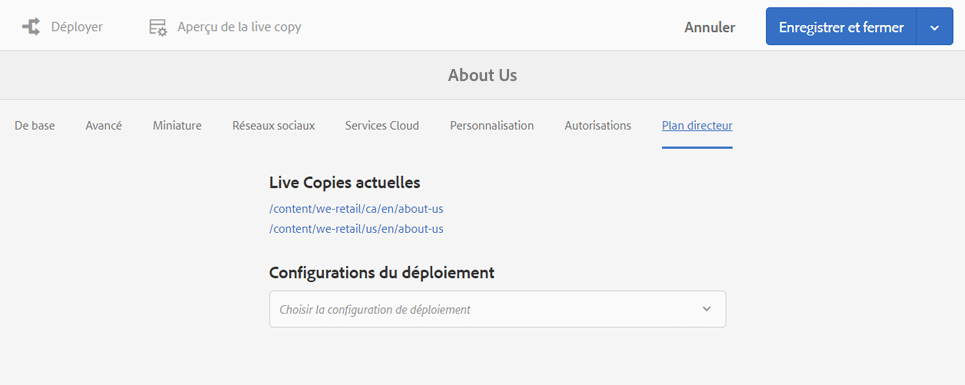 Déployer
Aperçu de la live copy
Annuler
Enregistrer et fermer
About Us
De base
Avancé
Miniature
Réseaux sociaux
Services Cloud
Personnalisation
Autorisations
Plan directeur
Live Copies actuelles
/content/we-retail/ca/en/about-us
/content/we-retail/us/en/about-us
Configurations du déploiement
Choisir la configuration de déploiement